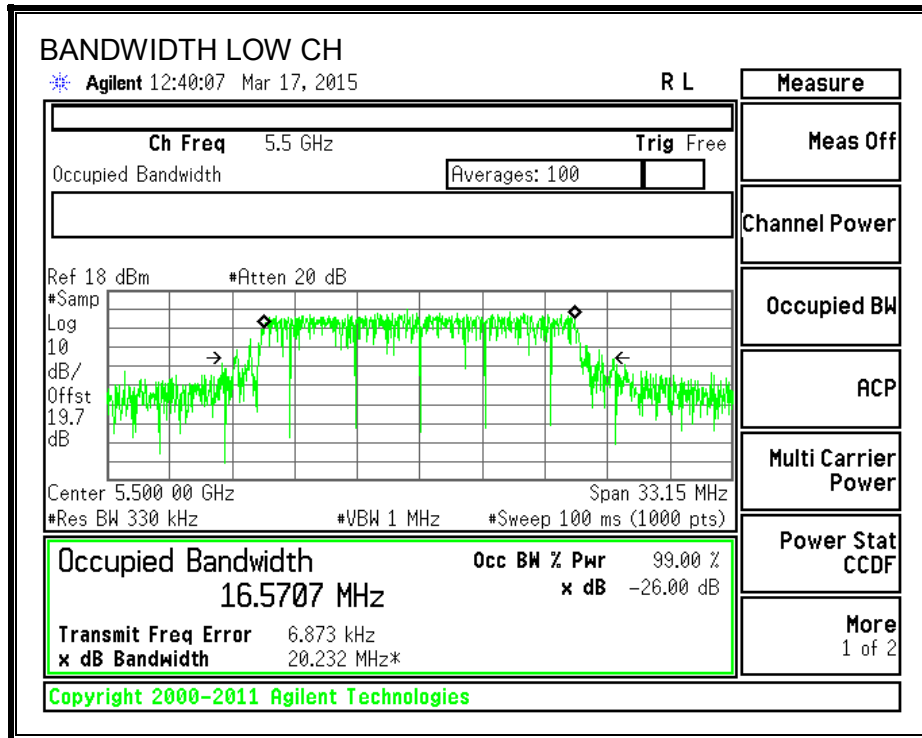 BANDWIDTH LOW CH
Agilent 12:40:07 Mar 17, 2015 R L
Measure
Ch Freq 5.5 GHz Trig Free
Meas Off
Occupied Bandwidth Averages: 100
Channel Power
Ref 18 dBm #Atten 20 dB
#Samp
Log
10
dB/
Offst
19.7
dB
Occupied BW
ACP
Center 5.500 00 GHz Span 33.15 MHz
#Res BW 330 kHz #VBW 1 MHz #Sweep 100 ms (1000 pts)
Multi Carrier
Power
Occupied Bandwidth Occ BW % Pwr 99.00 %
16.5707 MHz x dB -26.00 dB
Power Stat
CCDF
Transmit Freq Error 6.873 kHz
x dB Bandwidth 20.232 MHz*
More
1 of 2
Copyright 2000-2011 Agilent Technologies